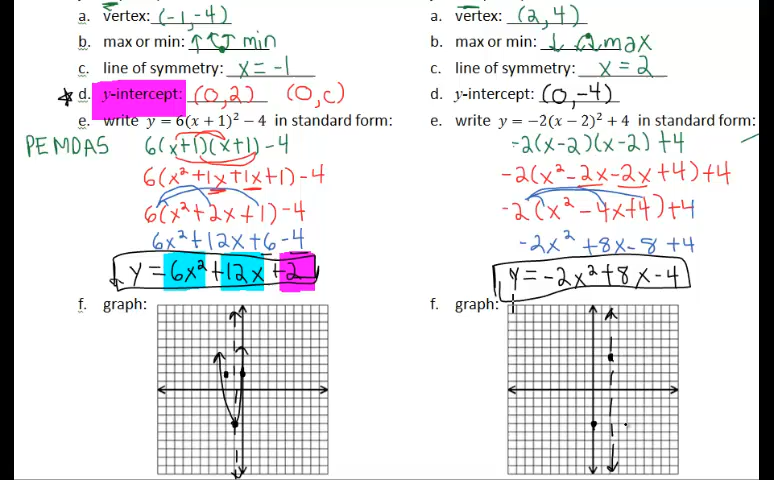 a. vertex: (-1,-4)
b. max or min: ↑ min
c. line of symmetry: x = -1
* d. y-intercept: (0,2) (0,c)
e. write y = 6(x + 1)² − 4 in standard form:
PEMDAS 6(x+1)(x+1)-4
6(x²+1x+1x+1)-4
6(x²+2x+1)-4
6x²+12x+6-4
y = 6x²+12x+2
f. graph:
a. vertex: (2,4)
b. max or min: ↓ max
c. line of symmetry: x = 2
d. y-intercept: (0,-4)
e. write y = −2(x − 2)² + 4 in standard form:
-2(x-2)(x-2)+4
-2(x²-2x-2x+4)+4
-2(x²-4x+4)+4
-2x²+8x-8+4
y=-2x²+8x-4
f. graph: